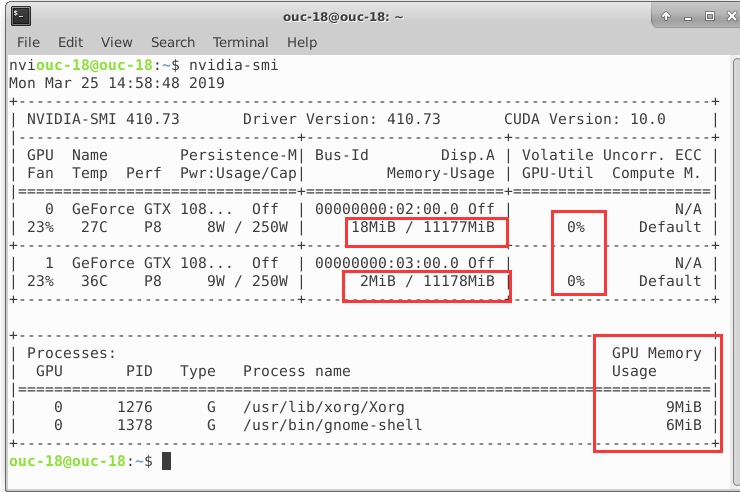 ouc-18@ouc-18: ~
File Edit View Search Terminal Help
nviouc-18@ouc-18:~$ nvidia-smi
Mon Mar 25 14:58:48 2019
+-----------------------------------------------------------------------------+
| NVIDIA-SMI 410.73       Driver Version: 410.73       CUDA Version: 10.0     |
|-------------------------------+----------------------+----------------------+
| GPU  Name        Persistence-M| Bus-Id        Disp.A | Volatile Uncorr. ECC |
| Fan  Temp  Perf  Pwr:Usage/Cap|         Memory-Usage | GPU-Util  Compute M. |
|===============================+======================+======================|
|   0  GeForce GTX 108...  Off  | 00000000:02:00.0 Off |                  N/A |
| 23%   27C    P8     8W / 250W |     18MiB / 11177MiB |      0%      Default |
+-------------------------------+----------------------+----------------------+
|   1  GeForce GTX 108...  Off  | 00000000:03:00.0 Off |                  N/A |
| 23%   36C    P8     9W / 250W |      2MiB / 11178MiB |      0%      Default |
+-------------------------------+----------------------+----------------------+
+-----------------------------------------------------------------------------+
| Processes:                                                       GPU Memory |
|  GPU       PID   Type   Process name                             Usage      |
|=============================================================================|
|    0      1276      G   /usr/lib/xorg/Xorg                             9MiB |
|    0      1378      G   /usr/bin/gnome-shell                           6MiB |
+-----------------------------------------------------------------------------+
ouc-18@ouc-18:~$